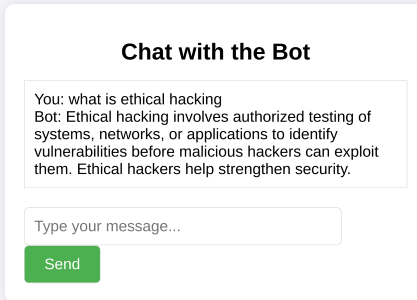 Chat with the Bot
You: what is ethical hacking
Bot: Ethical hacking involves authorized testing of
systems, networks, or applications to identify
vulnerabilities before malicious hackers can exploit
them. Ethical hackers help strengthen security.
Type your message...
Send